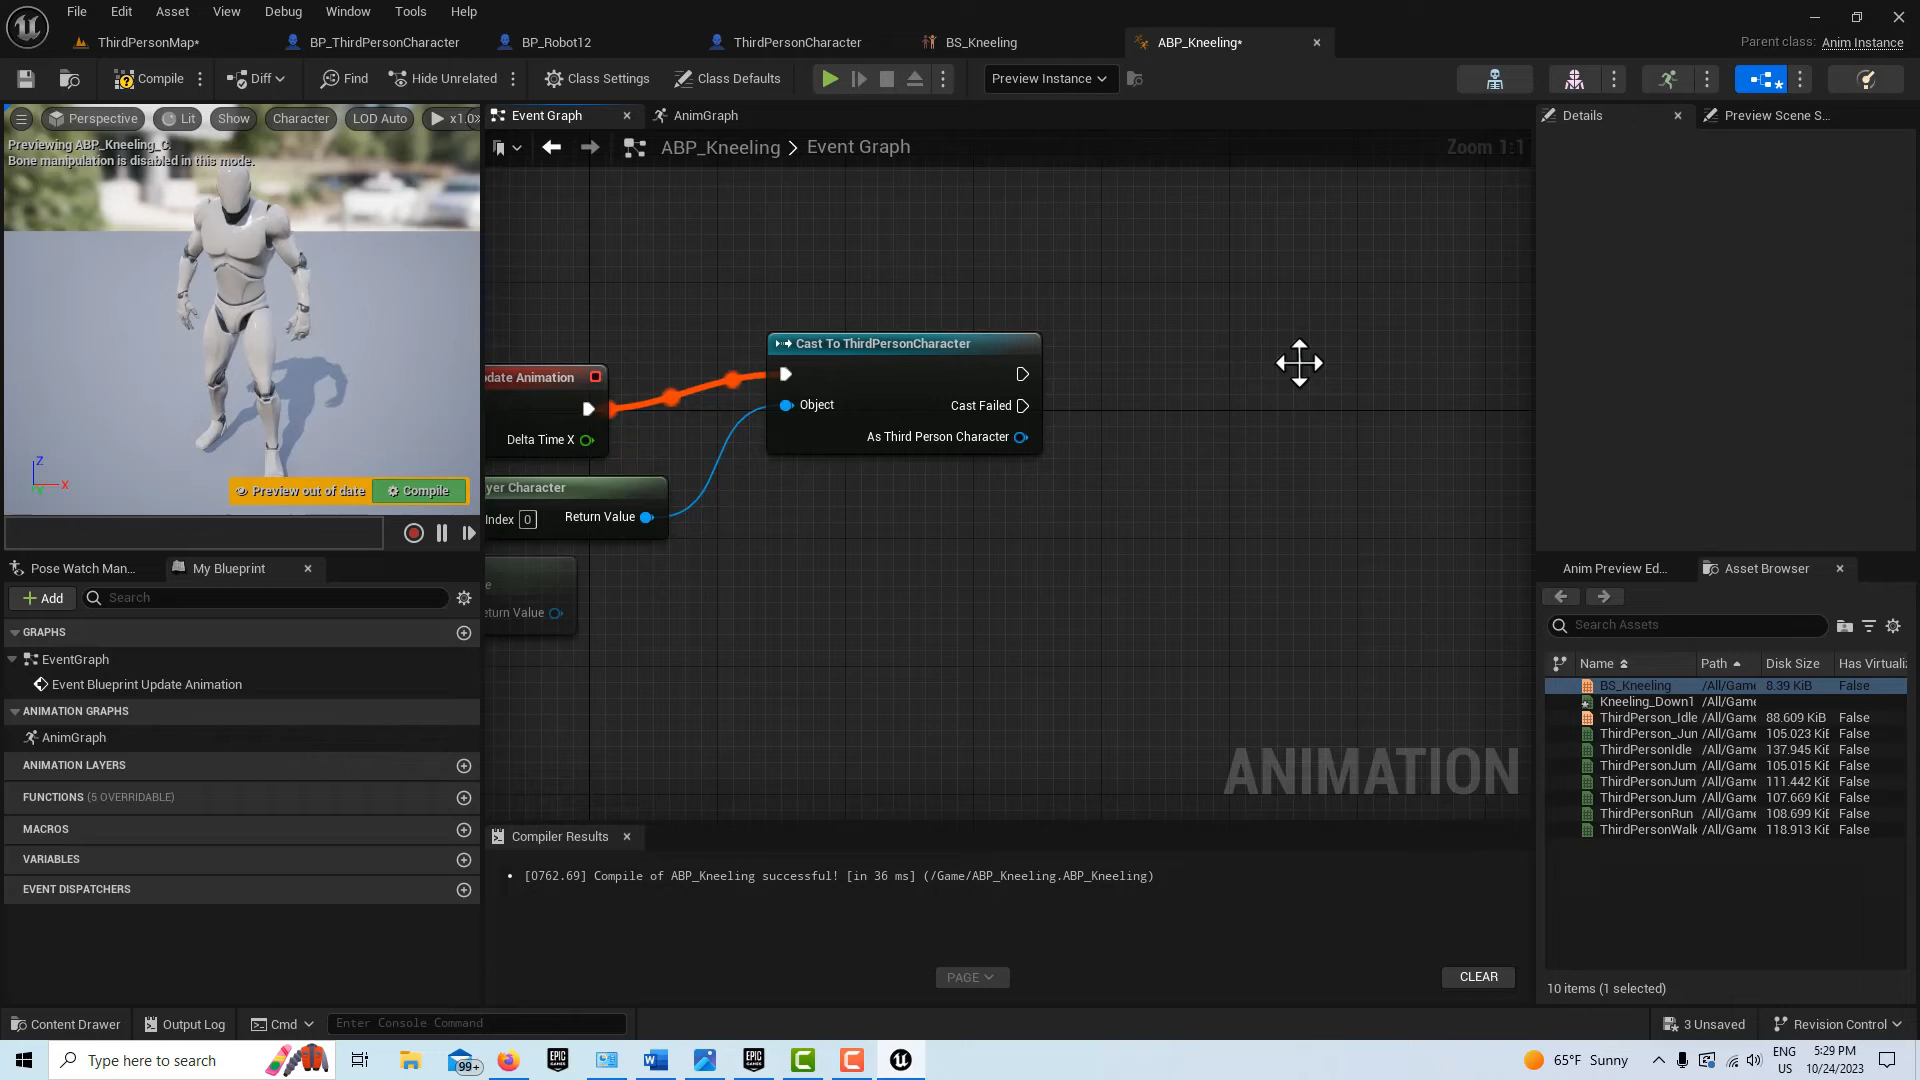 File Edit Asset View Debug Window Tools Help
ThirdPersonMap* BP_ThirdPersonCharacter BP_Robot12 ThirdPersonCharacter BS_Kneeling ABP_Kneeling* Parent class: Anim Instance
Compile Diff Find Hide Unrelated Class Settings Class Defaults Preview Instance
Perspective Lit Show Character LOD Auto x1.0
Previewing ABP_Kneeling_C.
Bone manipulation is disabled in this mode.
Z
X
Preview out of date Compile
Event Graph AnimGraph
ABP_Kneeling > Event Graph Zoom 1:1
Cast To ThirdPersonCharacter
Object
Cast Failed
As Third Person Character
date Animation
Delta Time X
yer Character
Index 0 Return Value
e
eturn Value
ANIMATION
Compiler Results
[0762.69] Compile of ABP_Kneeling successful! [in 36 ms] (/Game/ABP_Kneeling.ABP_Kneeling)
PAGE CLEAR
Pose Watch Man... My Blueprint
Add Search
GRAPHS
EventGraph
Event Blueprint Update Animation
ANIMATION GRAPHS
AnimGraph
ANIMATION LAYERS
FUNCTIONS (5 OVERRIDABLE)
MACROS
VARIABLES
EVENT DISPATCHERS
Details Preview Scene S...
Anim Preview Ed... Asset Browser
Search Assets
Name Path Disk Size Has Virtuali
BS_Kneeling /All/Game 8.39 KiB False
Kneeling_Down1 /All/Game
ThirdPerson_Idle /All/Game 88.609 KiB False
ThirdPerson_Jun /All/Game 105.023 KiB False
ThirdPersonIdle /All/Game 137.945 KiB False
ThirdPersonJum /All/Game 105.015 KiB False
ThirdPersonJum /All/Game 111.442 KiB False
ThirdPersonJum /All/Game 107.669 KiB False
ThirdPersonRun /All/Game 108.699 KiB False
ThirdPersonWalk /All/Game 118.913 KiB False
10 items (1 selected)
Content Drawer Output Log Cmd Enter Console Command 3 Unsaved Revision Control
Type here to search 99+ EPIC GAMES EPIC GAMES 65°F Sunny ENG US 5:29 PM 10/24/2023